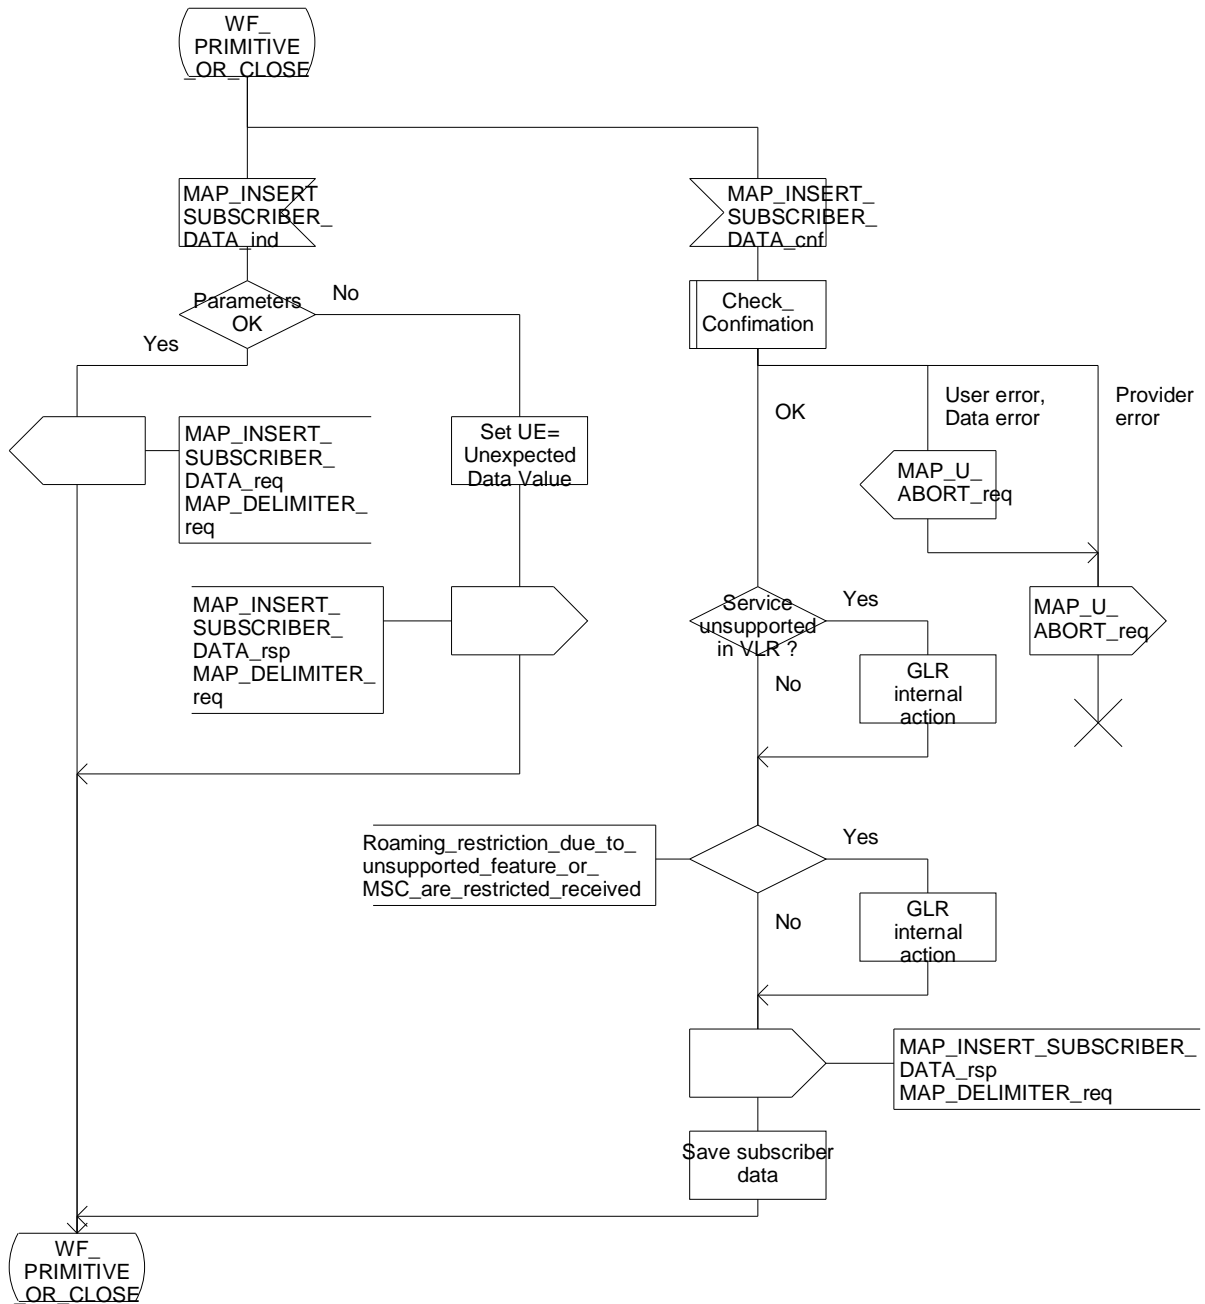 WF_
PRIMITIVE
_OR_CLOSE
MAP_INSERT
SUBSCRIBER_
DATA_ind
MAP_INSERT_
SUBSCRIBER_
DATA_cnf
Parameters
OK
No
Yes
Check_
Confimation
OK
User error,
Data error
Provider
error
MAP_INSERT_
SUBSCRIBER_
DATA_req
MAP_DELIMITER_
req
Set UE=
Unexpected
Data Value
MAP_U_
ABORT_req
MAP_INSERT_
SUBSCRIBER_
DATA_rsp
MAP_DELIMITER_
req
Service
unsupported
in VLR ?
Yes
No
MAP_U_
ABORT_req
GLR
internal
action
Roaming_restriction_due_to_
unsupported_feature_or_
MSC_are_restricted_received
Yes
No
GLR
internal
action
MAP_INSERT_SUBSCRIBER_
DATA_rsp
MAP_DELIMITER_req
Save subscriber
data
WF_
PRIMITIVE
_OR_CLOSE